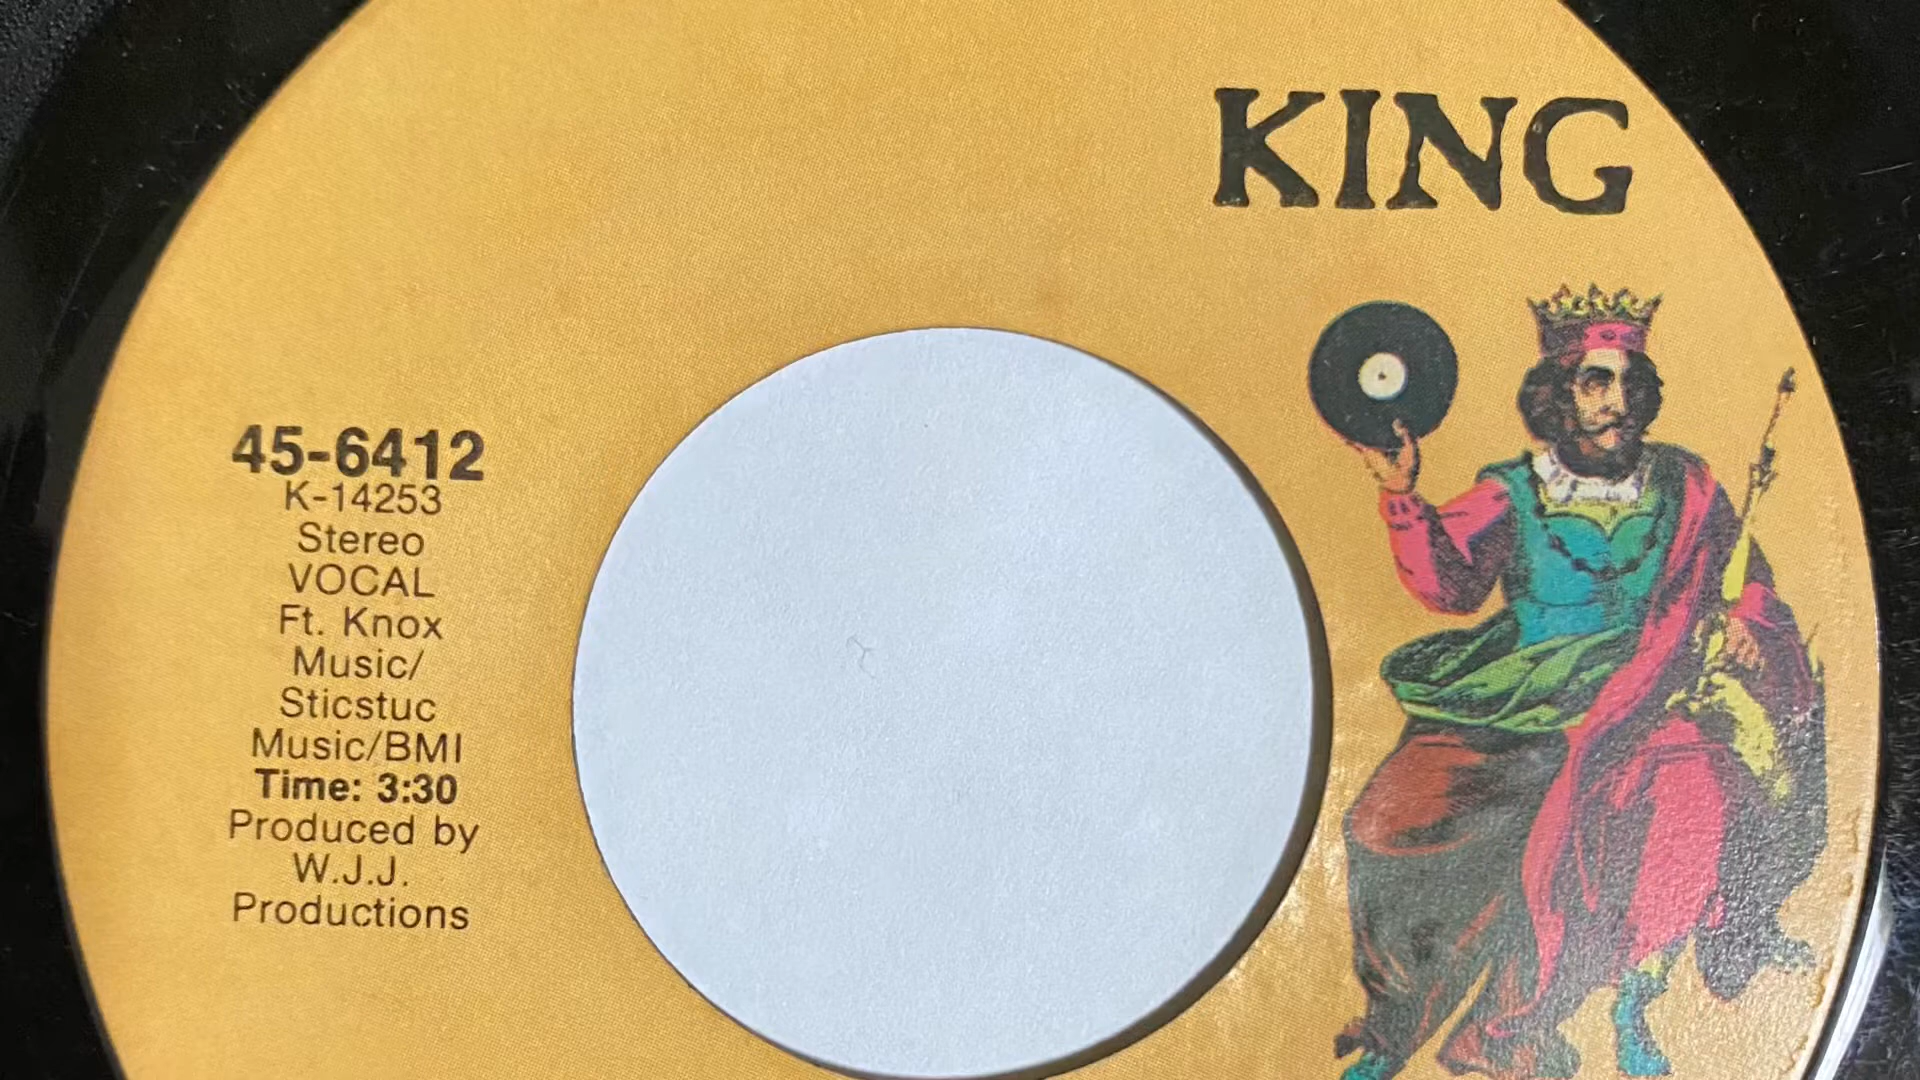 KING
45-6412
K-14253
Stereo
VOCAL
Ft. Knox
Music/
Sticstuc
Music/BMI
Time: 3:30
Produced by
W.J.J.
Productions